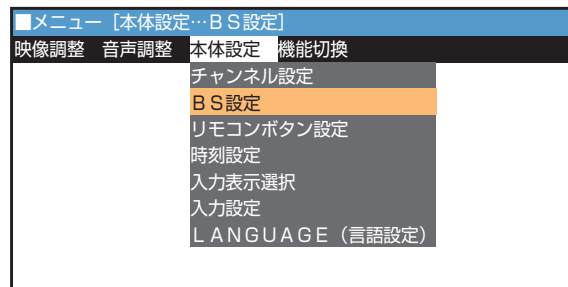 ■メニュー［本体設定…ＢＳ設定］
映像調整 音声調整 本体設定 機能切換
チャンネル設定
ＢＳ設定
リモコンボタン設定
時刻設定
入力表示選択
入力設定
ＬＡＮＧＵＡＧＥ（言語設定）